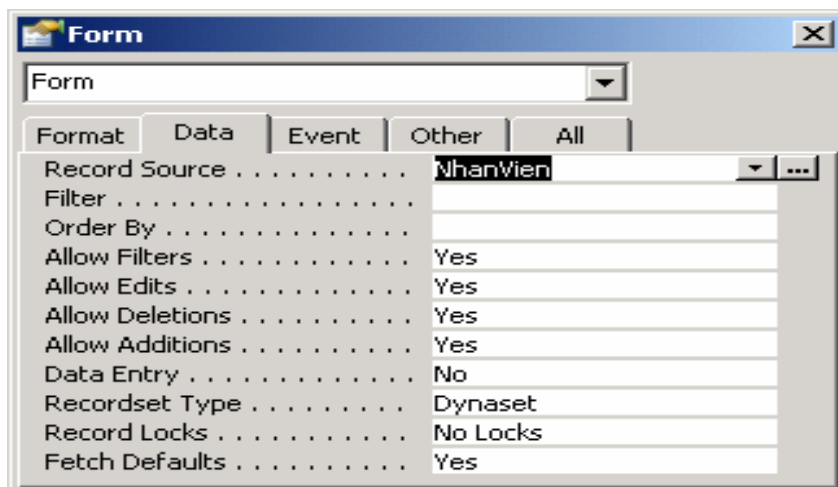 Form
Form
Format Data Event Other All
Record Source . . . . . . . . . . NhanVien ...
Filter . . . . . . . . . . . . . . . . . .
Order By . . . . . . . . . . . . . . .
Allow Filters . . . . . . . . . . . . Yes
Allow Edits . . . . . . . . . . . . . Yes
Allow Deletions . . . . . . . . . Yes
Allow Additions . . . . . . . . . Yes
Data Entry . . . . . . . . . . . . . No
Recordset Type . . . . . . . . . Dynaset
Record Locks . . . . . . . . . . . No Locks
Fetch Defaults . . . . . . . . . . Yes